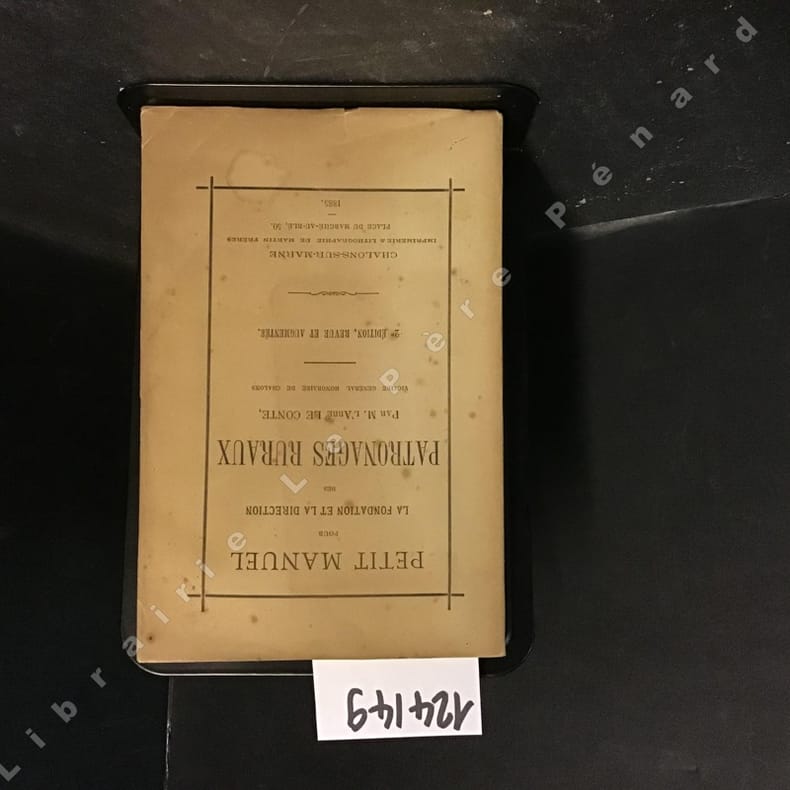 PETIT MANUEL
POUR
LA FONDATION ET LA DIRECTION
DES
PATRONAGES RURAUX
PAR M. L'ABBÉ LE CONTE,
VICAIRE GÉNÉRAL HONORAIRE DE CHALONS
2e ÉDITION, REVUE ET AUGMENTÉE.
CHALONS-SUR-MARNE
IMPRIMERIE & LITHOGRAPHIE DE MARTIN FRÈRES
PLACE DU MARCHÉ-AU-BLÉ, 50.
1885.
124149
Librairie Le Père Pénard